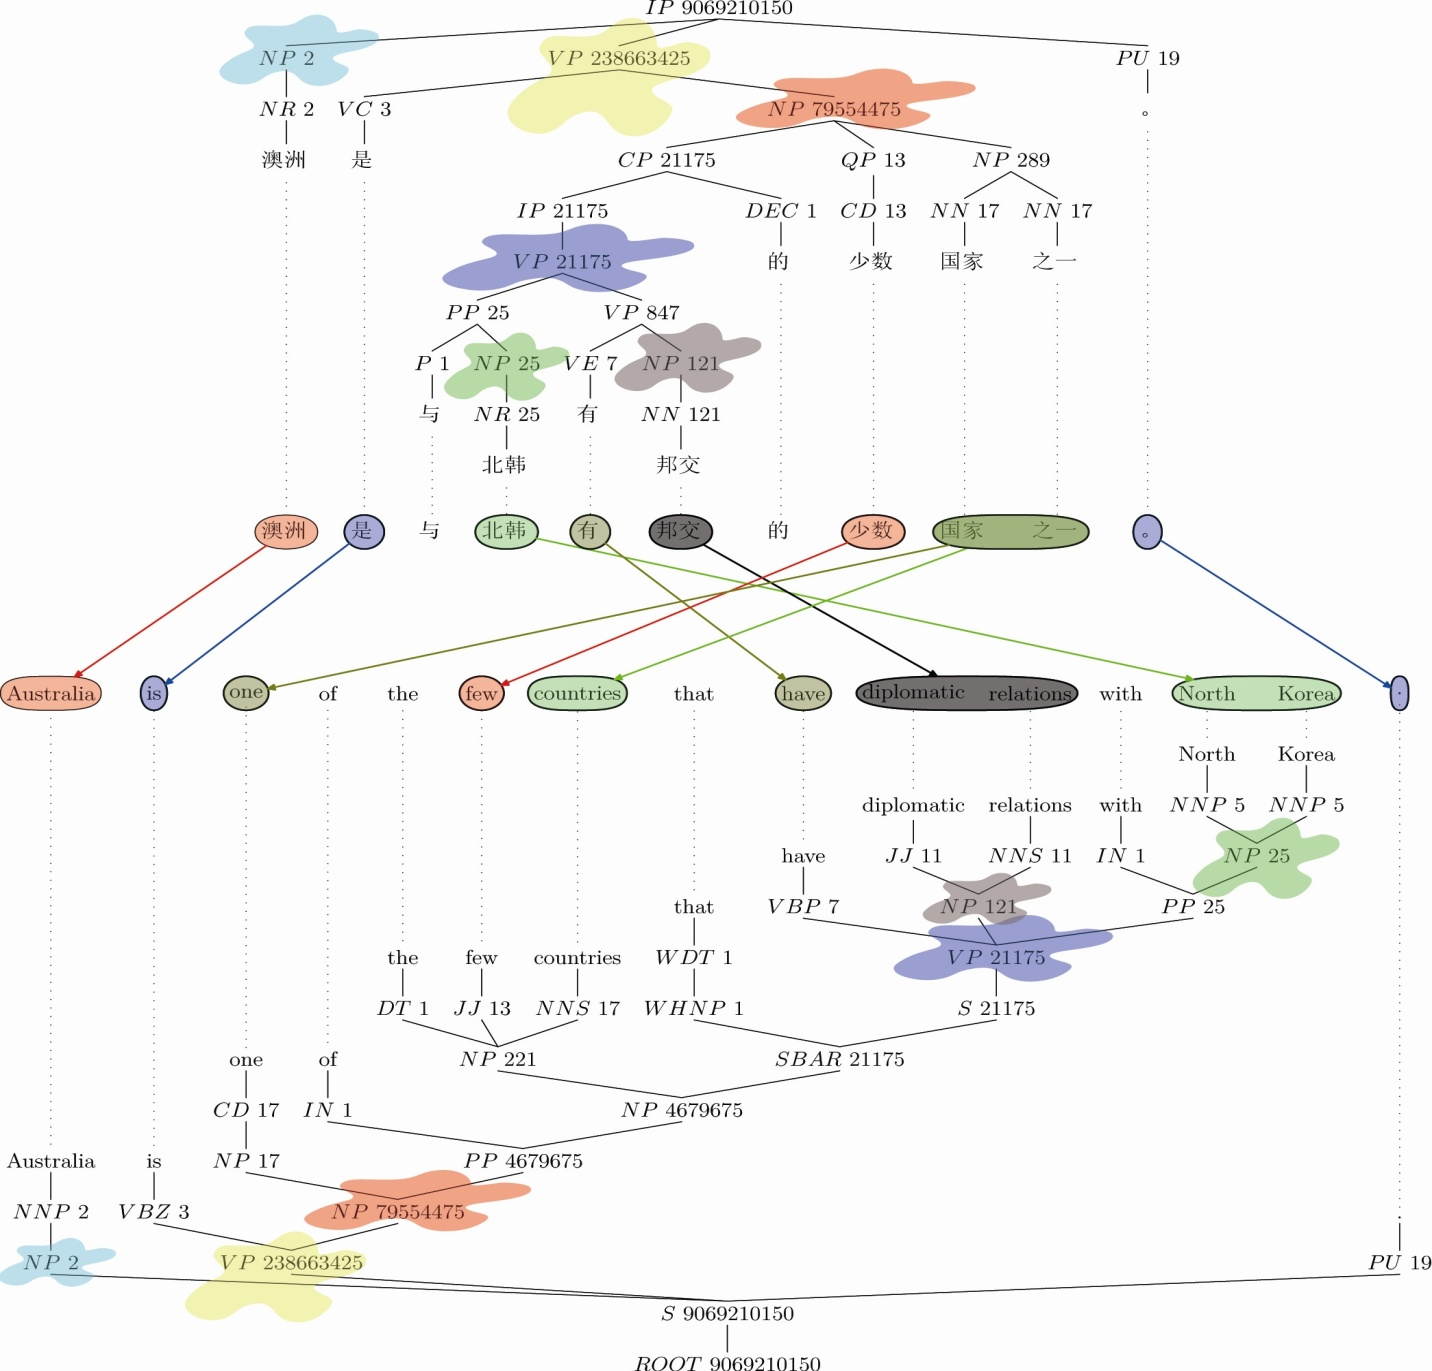 IP 9069210150
NP 2 VP 238663425 PU 19
NR 2 VC 3 NP 79554475 。
澳洲 是 CP 21175 QP 13 NP 289
IP 21175 DEC 1 CD 13 NN 17 NN 17
VP 21175 的 少数 国家 之一
PP 25 VP 847
P 1 NP 25 VE 7 NP 121
与 NR 25 有 NN 121
北韩 邦交
澳洲 是 与 北韩 有 邦交 的 少数 国家 之一 。
Australia is one of the few countries that have diplomatic relations with North Korea .
North Korea
diplomatic relations with NNP 5 NNP 5
have JJ 11 NNS 11 IN 1 NP 25
that VBP 7 NP 121 PP 25
the few countries WDT 1 VP 21175
DT 1 JJ 13 NNS 17 WHNP 1 S 21175
one of NP 221 SBAR 21175
CD 17 IN 1 NP 4679675
Australia is NP 17 PP 4679675
NNP 2 VBZ 3 NP 79554475 .
NP 2 VP 238663425 PU 19
S 9069210150
ROOT 9069210150